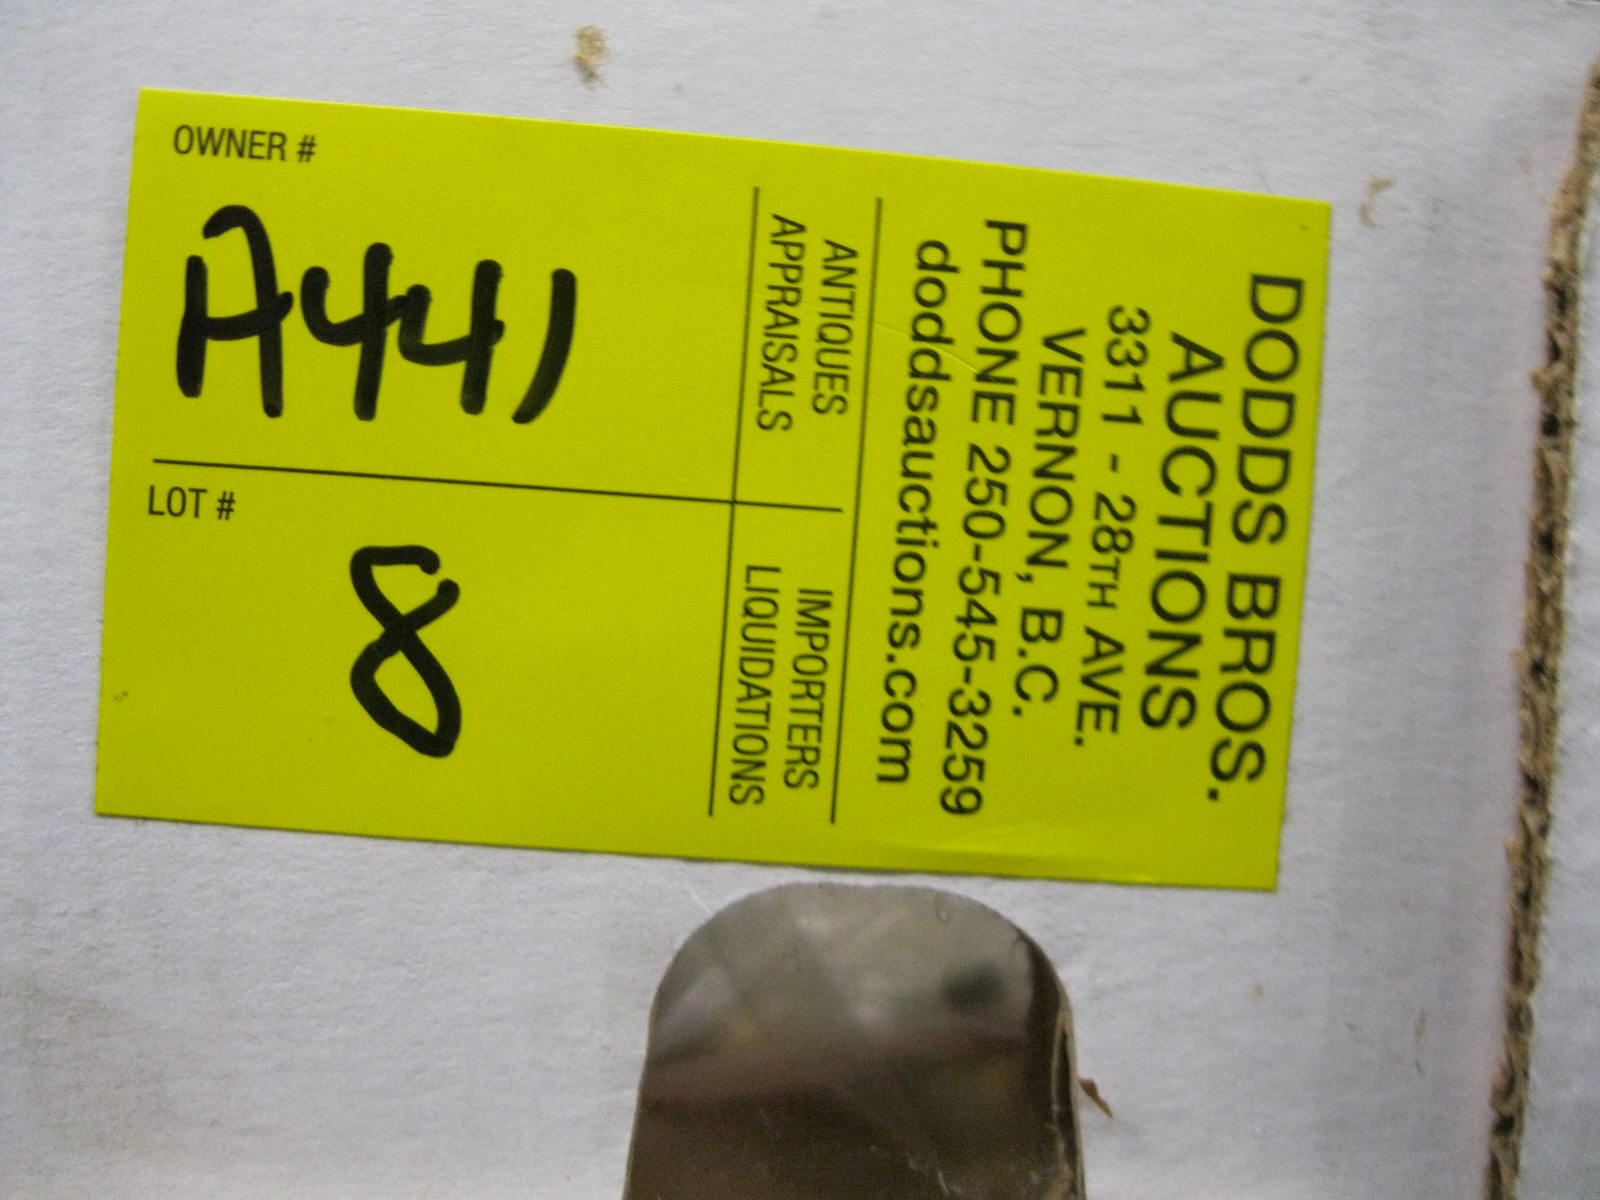 DODDS BROS.
AUCTIONS
3311 - 28TH AVE.
VERNON, B.C.
PHONE 250-545-3259
doddsauctions.com
ANTIQUES
APPRAISALS
IMPORTERS
LIQUIDATIONS
OWNER #
A441
LOT #
8